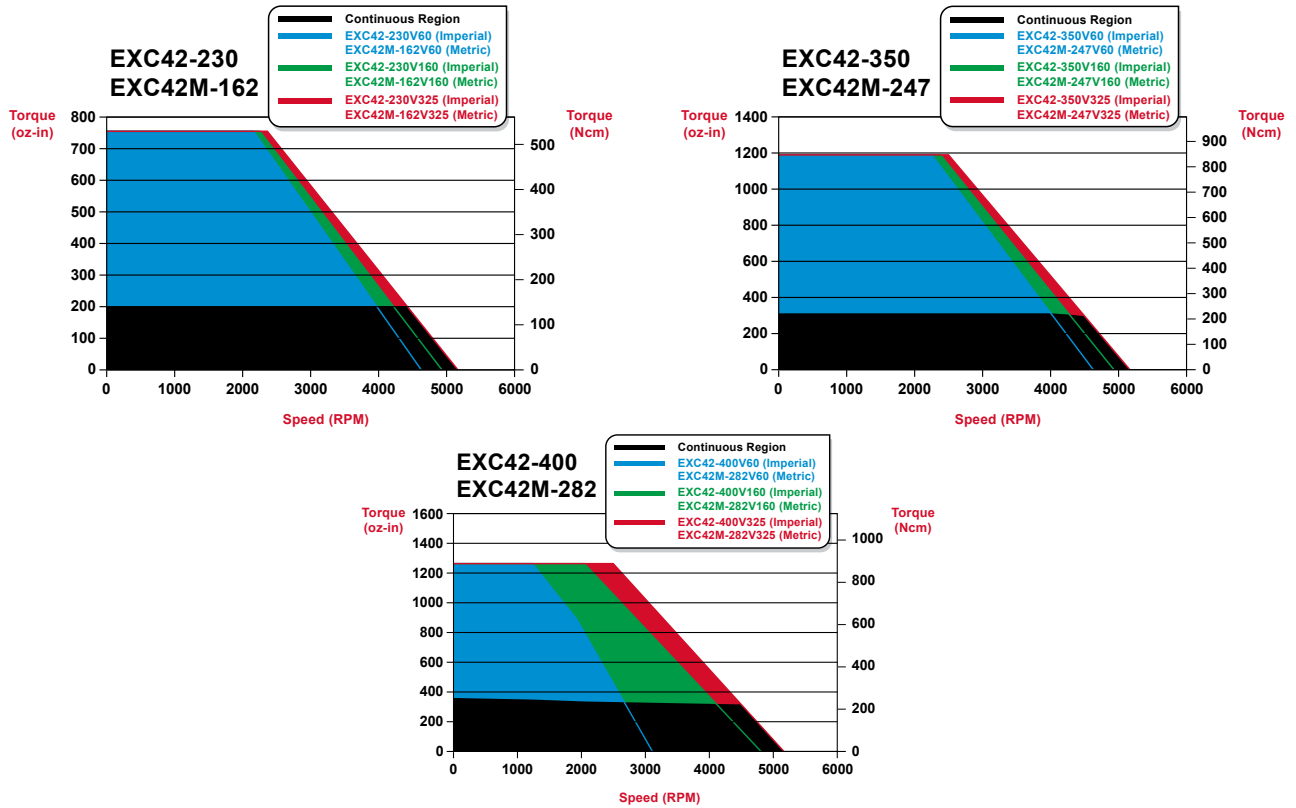 EXC42-230
EXC42M-162
Continuous Region
EXC42-230V60 (Imperial)
EXC42M-162V60 (Metric)
EXC42-230V160 (Imperial)
EXC42M-162V160 (Metric)
EXC42-230V325 (Imperial)
EXC42M-162V325 (Metric)
Torque
(oz-in)
Torque
(Ncm)
800
700
600
500
400
300
200
100
0
500
400
300
200
100
0
0 1000 2000 3000 4000 5000 6000
Speed (RPM)
EXC42-350
EXC42M-247
Continuous Region
EXC42-350V60 (Imperial)
EXC42M-247V60 (Metric)
EXC42-350V160 (Imperial)
EXC42M-247V160 (Metric)
EXC42-350V325 (Imperial)
EXC42M-247V325 (Metric)
Torque
(oz-in)
Torque
(Ncm)
1400
1200
1000
800
600
400
200
0
900
800
700
600
500
400
300
200
100
0
0 1000 2000 3000 4000 5000 6000
Speed (RPM)
EXC42-400
EXC42M-282
Continuous Region
EXC42-400V60 (Imperial)
EXC42M-282V60 (Metric)
EXC42-400V160 (Imperial)
EXC42M-282V160 (Metric)
EXC42-400V325 (Imperial)
EXC42M-282V325 (Metric)
Torque
(oz-in)
Torque
(Ncm)
1600
1400
1200
1000
800
600
400
200
0
1000
800
600
400
200
0
0 1000 2000 3000 4000 5000 6000
Speed (RPM)